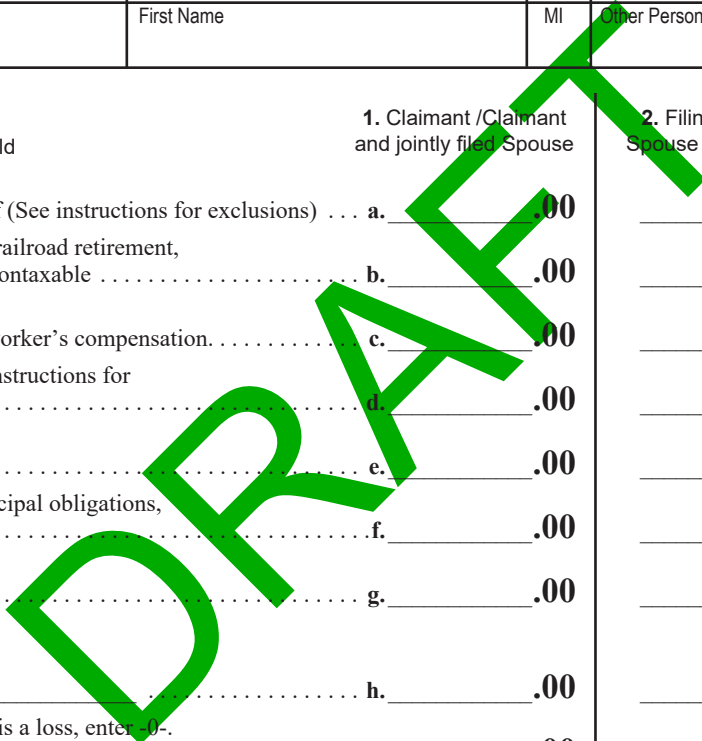 First Name MI Other Person
1. Claimant /Claimant 2. Filin
and jointly filed Spouse Spouse
ld
f (See instructions for exclusions) . . . a. .00
railroad retirement,
ontaxable . . . . . . . . . . . . . . . . . . . . . . . . . . . . . b. .00
orker’s compensation. . . . . . . . . . . . . . . . . . c. .00
nstructions for
. . . . . . . . . . . . . . . . . . . . . . . . . . . . . . . . . . . . . . . . d. .00
. . . . . . . . . . . . . . . . . . . . . . . . . . . . . . . . . . . . . . . . e. .00
cipal obligations,
. . . . . . . . . . . . . . . . . . . . . . . . . . . . . . . . . . . . . . . . f. .00
. . . . . . . . . . . . . . . . . . . . . . . . . . . . . . . . . . . . . . . . g. .00
. . . . . . . . . . . . . . . . . . . . . . . h. .00
is a loss, enter -0-.
DRAFT